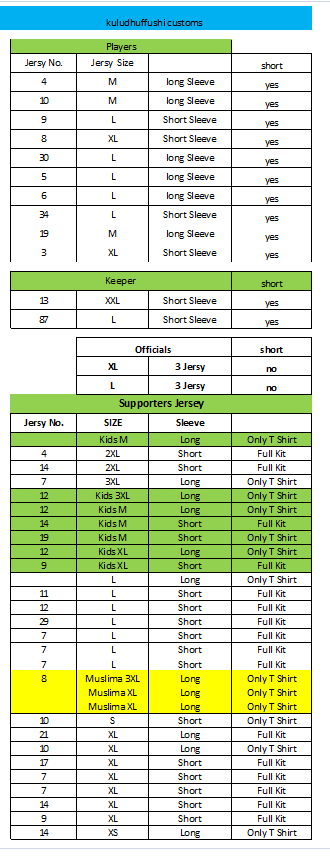 kuludhuffushi customs
Players
Jersy No. Jersy Size short
4 M long Sleeve yes
10 M long Sleeve yes
9 L Short Sleeve yes
8 XL Short Sleeve yes
30 L long Sleeve yes
5 L long Sleeve yes
6 L long Sleeve yes
34 L Short Sleeve yes
19 M long Sleeve yes
3 XL Short Sleeve yes
Keeper short
13 XXL Short Sleeve yes
87 L Short Sleeve yes
Officials short
XL 3 Jersy no
L 3 Jersy no
Supporters Jersey
Jersy No. SIZE Sleeve
Kids M Long Only T Shirt
4 2XL Short Full Kit
14 2XL Short Full Kit
7 3XL Long Only T Shirt
12 Kids 3XL Long Only T Shirt
12 Kids M Long Only T Shirt
14 Kids M Short Full Kit
19 Kids M Short Only T Shirt
12 Kids XL Long Only T Shirt
9 Kids XL Short Full Kit
L Long Only T Shirt
11 L Short Full Kit
12 L Short Full Kit
29 L Short Full Kit
7 L Short Full Kit
7 L Short Full Kit
7 L Short Full Kit
8 Muslima 3XL Long Only T Shirt
Muslima XL Long Only T Shirt
Muslima XL Long Only T Shirt
10 S Short Only T Shirt
21 XL Long Full Kit
10 XL Long Only T Shirt
17 XL Short Full Kit
7 XL Short Full Kit
7 XL Short Full Kit
14 XL Short Full Kit
9 XL Short Full Kit
14 XS Long Only T Shirt